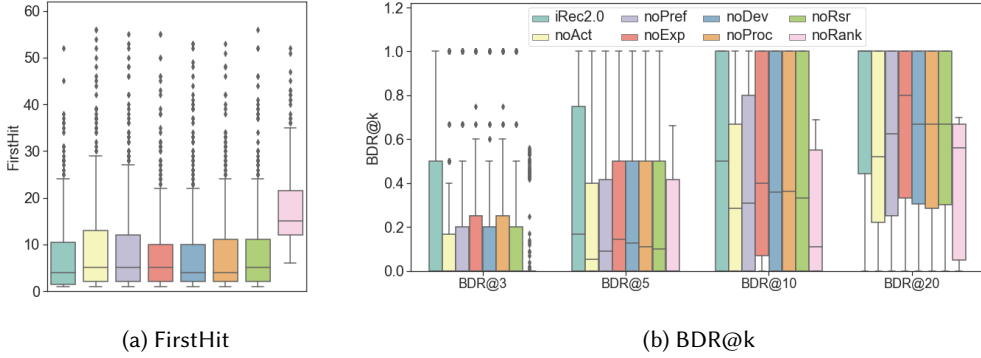 60
50
40
30
20
10
0
FirstHit
1.2
1.0
0.8
0.6
0.4
0.2
0.0
BDR@k
iRec2.0 noPref noDev noRsr
noAct noExp noProc noRank
BDR@3 BDR@5 BDR@10 BDR@20
(a) FirstHit (b) BDR@k